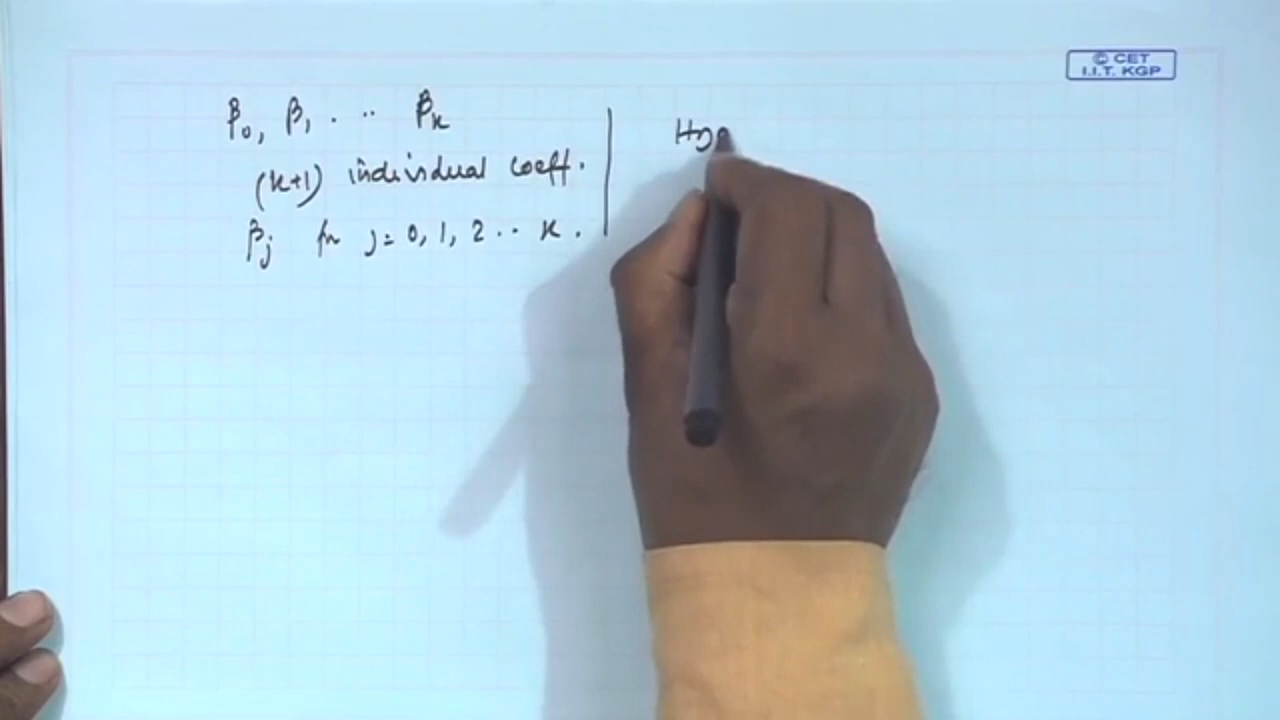 © CET
I.I.T. KGP
β₀, β₁ . .. βk
(k+1) individual coeff.
βj for j = 0, 1, 2 .. k.